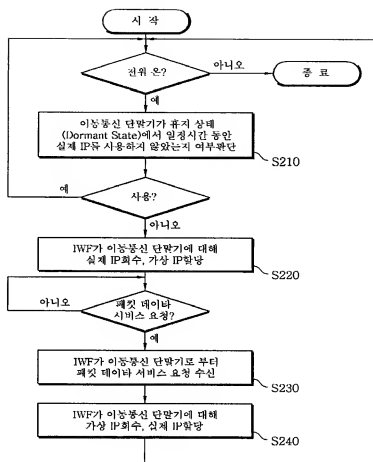 시 작
전원 온?
아니오
종 료
예
이동통신 단말기가 휴지 상태
(Dormant State)에서 일정시간 동안
실제 IP를 사용하지 않았는지 여부판단
S210
예
사용?
아니오
IWF가 이동통신 단말기에 대해
실제 IP회수, 가상 IP할당
S220
아니오
패킷 데이타
서비스 요청?
예
IWF가 이동통신 단말기로 부터
패킷 데이타 서비스 요청 수신
S230
IWF가 이동통신 단말기에 대해
가상 IP회수, 실제 IP할당
S240